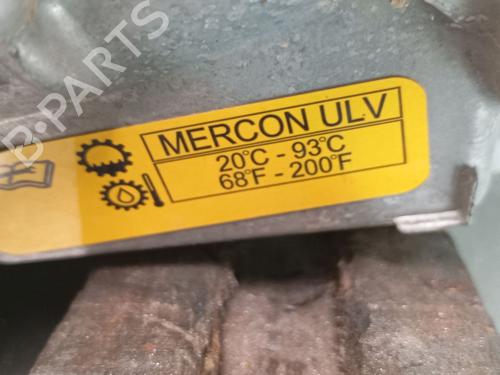 B-PARTS
MERCON ULV
20°C - 93°C
68°F - 200°F